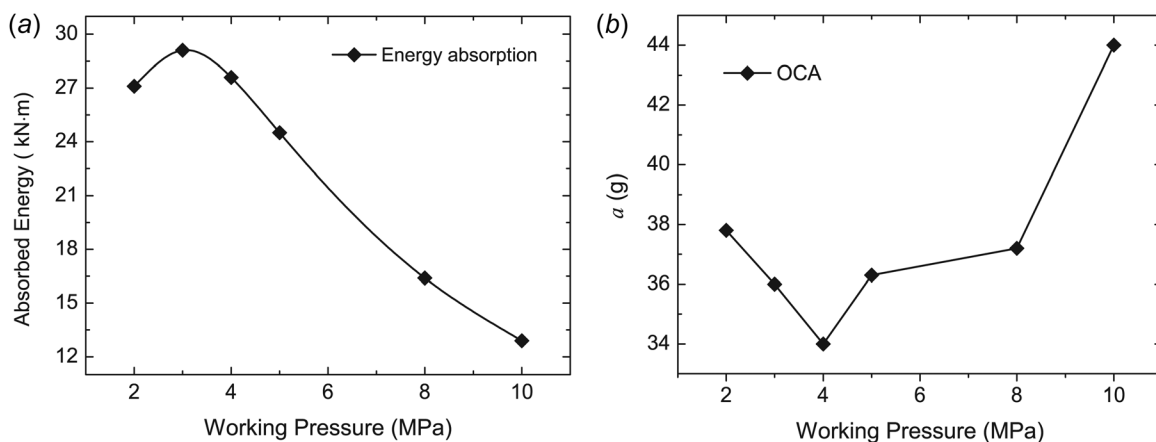 (a)
30
27
24
21
18
15
12
Absorbed Energy ( kN·m)
Energy absorption
2
4
6
8
10
Working Pressure (MPa)
(b)
44
42
40
38
36
34
a (g)
OCA
2
4
6
8
10
Working Pressure (MPa)